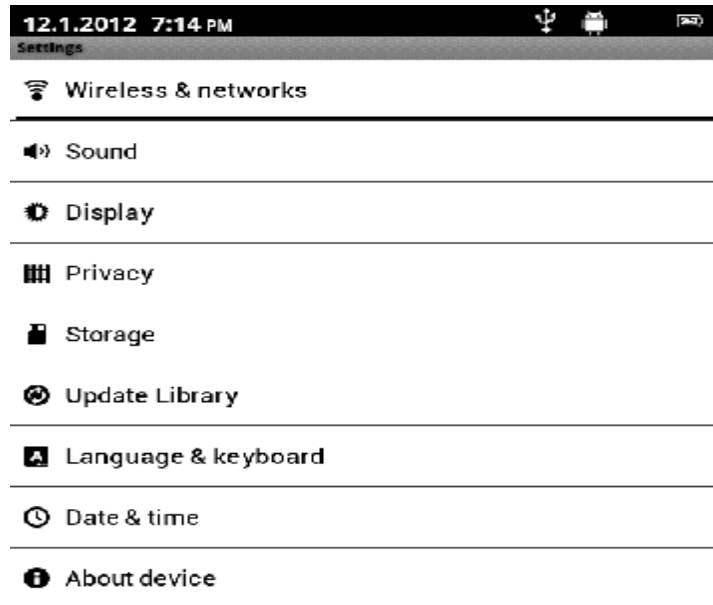 12.1.2012 7:14 PM
Settings
Wireless & networks
Sound
Display
Privacy
Storage
Update Library
Language & keyboard
Date & time
About device